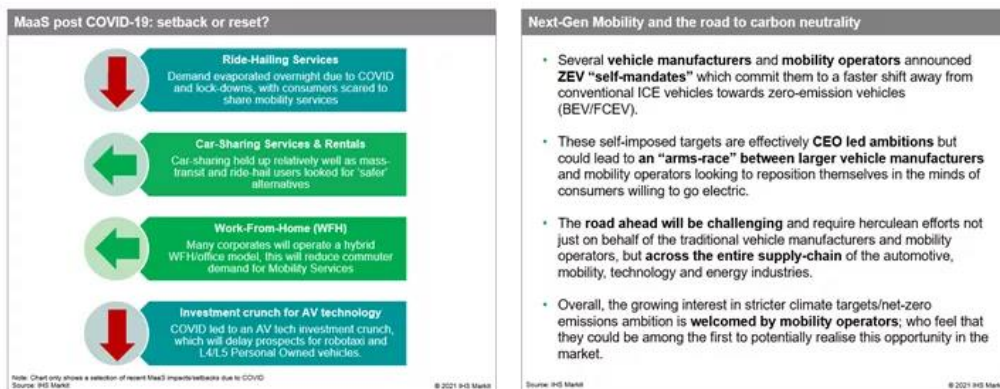 MaaS post COVID-19: setback or reset?
Ride-Hailing Services
Demand evaporated overnight due to COVID
and lock-downs, with consumers scared to
share mobility services
Car-Sharing Services & Rentals
Car-sharing held up relatively well as mass-
transit and ride-hail users looked for 'safer'
alternatives
Work-From-Home (WFH)
Many corporates will operate a hybrid
WFH/office model, this will reduce commuter
demand for Mobility Services
Investment crunch for AV technology
COVID led to an AV tech investment crunch,
which will delay prospects for robotaxi and
L4/L5 Personal Owned vehicles.
Note: Chart only shows a selection of recent MaaS impacts/setbacks due to COVID
Source: IHS Markit
© 2021 IHS Markit
Next-Gen Mobility and the road to carbon neutrality
• Several vehicle manufacturers and mobility operators announced
ZEV "self-mandates" which commit them to a faster shift away from
conventional ICE vehicles towards zero-emission vehicles
(BEV/FCEV).
• These self-imposed targets are effectively CEO led ambitions but
could lead to an "arms-race" between larger vehicle manufacturers
and mobility operators looking to reposition themselves in the minds of
consumers willing to go electric.
• The road ahead will be challenging and require herculean efforts not
just on behalf of the traditional vehicle manufacturers and mobility
operators, but across the entire supply-chain of the automotive,
mobility, technology and energy industries.
• Overall, the growing interest in stricter climate targets/net-zero
emissions ambition is welcomed by mobility operators; who feel that
they could be among the first to potentially realise this opportunity in the
market.
Source: IHS Markit
© 2021 IHS Markit